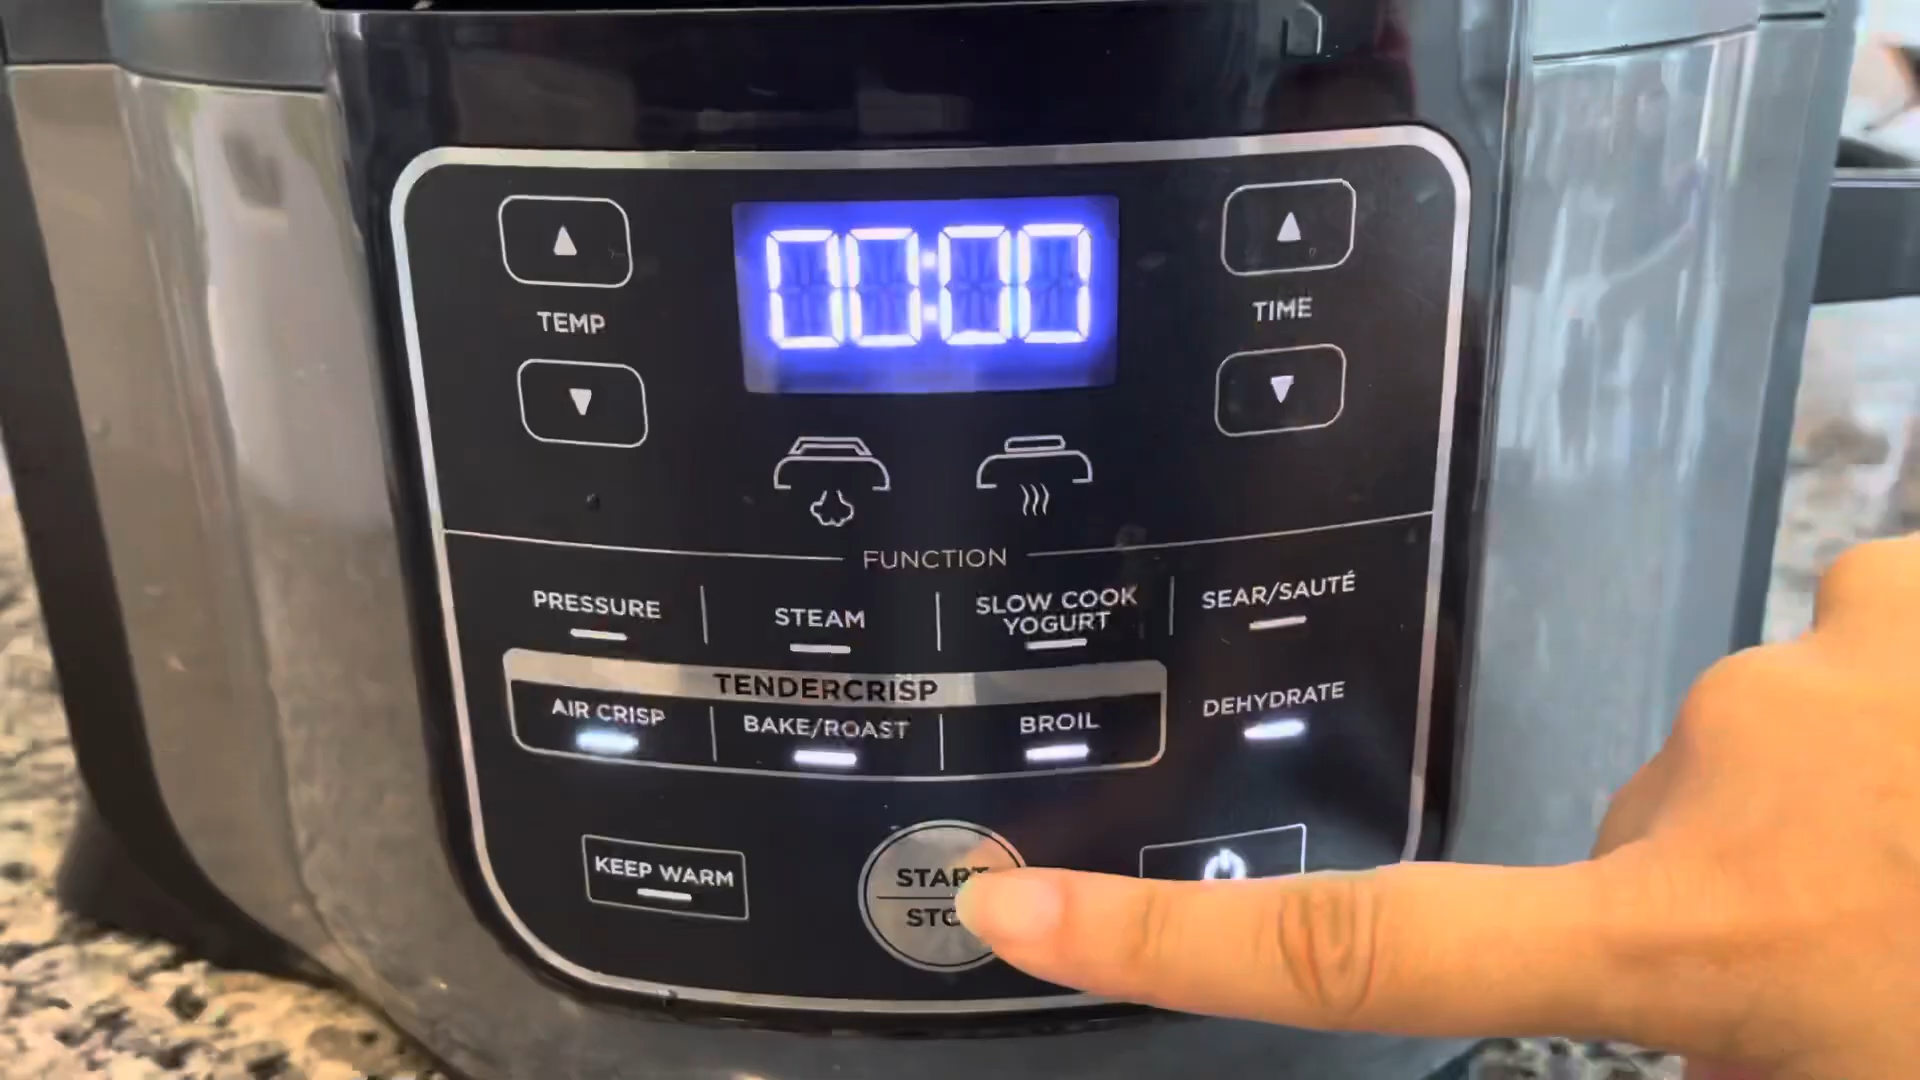 00:00
TEMP
TIME
FUNCTION
PRESSURE
STEAM
SLOW COOK
YOGURT
SEAR/SAUTÉ
TENDERCRISP
AIR CRISP
BAKE/ROAST
BROIL
DEHYDRATE
KEEP WARM
START